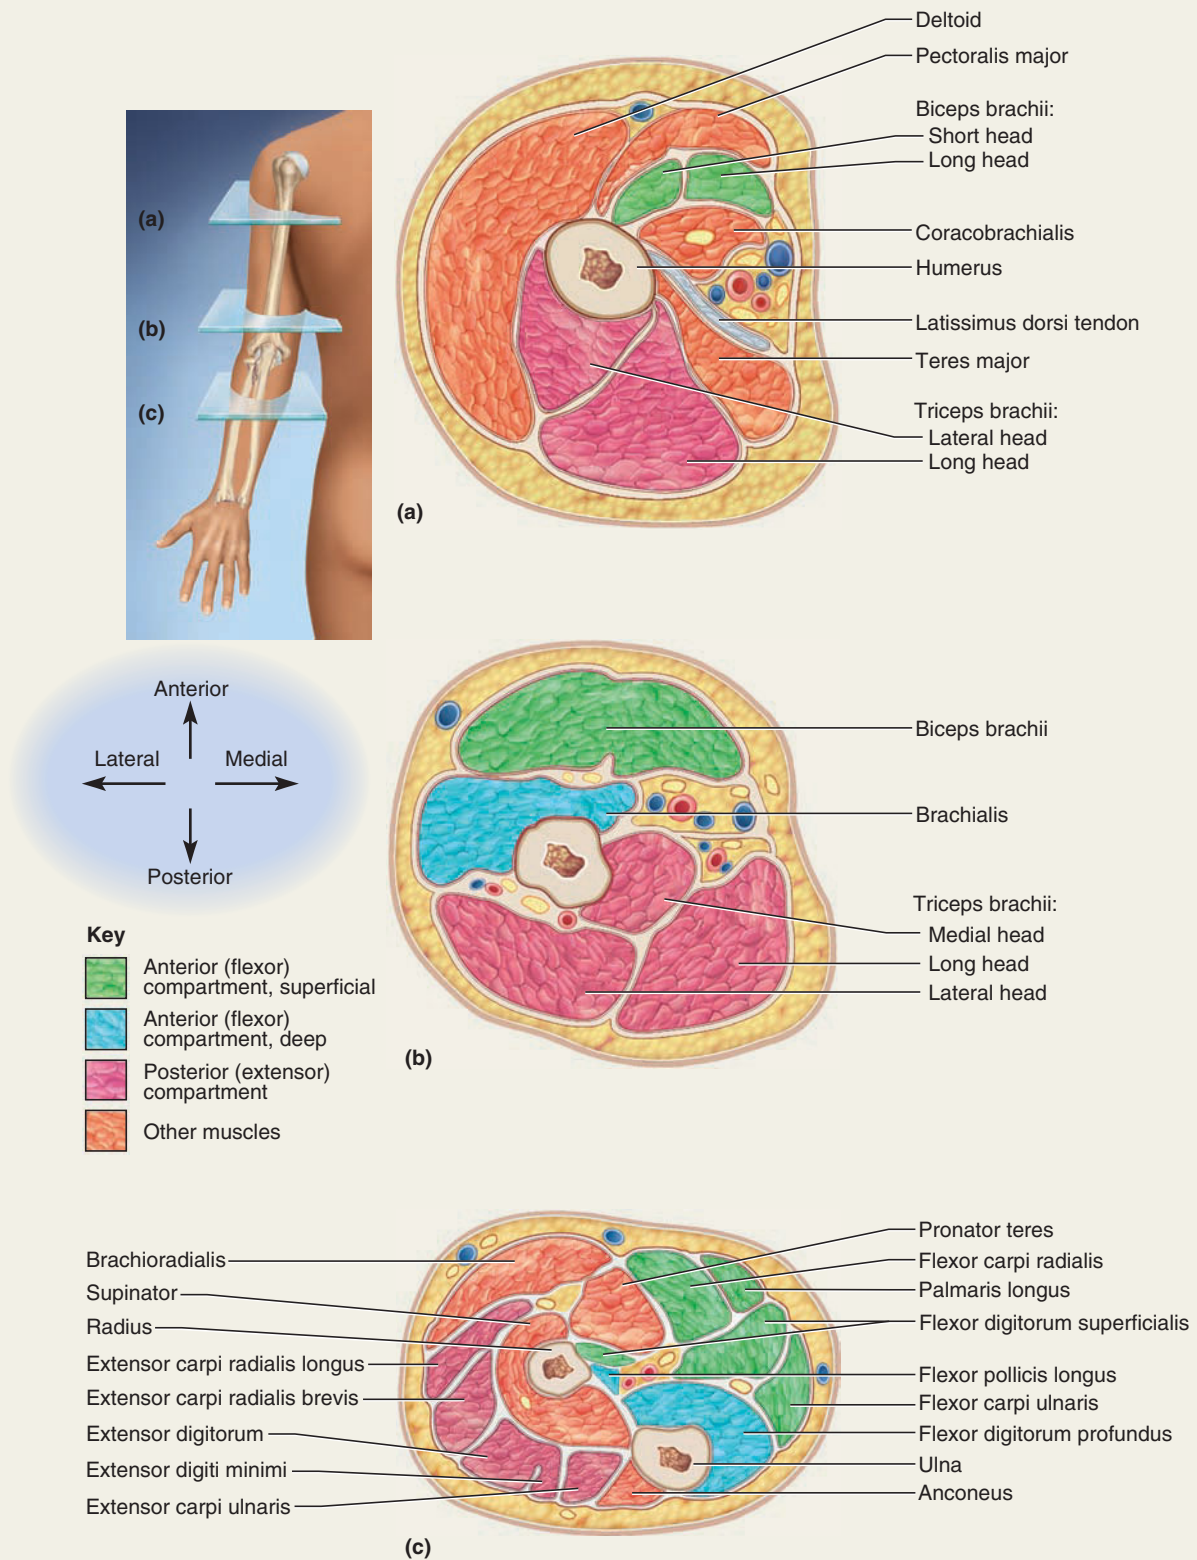 Deltoid
Pectoralis major
Biceps brachii:
Short head
Long head
Coracobrachialis
Humerus
Latissimus dorsi tendon
Teres major
Triceps brachii:
Lateral head
Long head
(a)
(b)
(c)
(a)
Anterior
Lateral
Medial
Posterior
Key
Anterior (flexor)
compartment, superficial
Anterior (flexor)
compartment, deep
Posterior (extensor)
compartment
Other muscles
Biceps brachii
Brachialis
Triceps brachii:
Medial head
Long head
Lateral head
(b)
Brachioradialis
Supinator
Radius
Extensor carpi radialis longus
Extensor carpi radialis brevis
Extensor digitorum
Extensor digiti minimi
Extensor carpi ulnaris
Pronator teres
Flexor carpi radialis
Palmaris longus
Flexor digitorum superficialis
Flexor pollicis longus
Flexor carpi ulnaris
Flexor digitorum profundus
Ulna
Anconeus
(c)